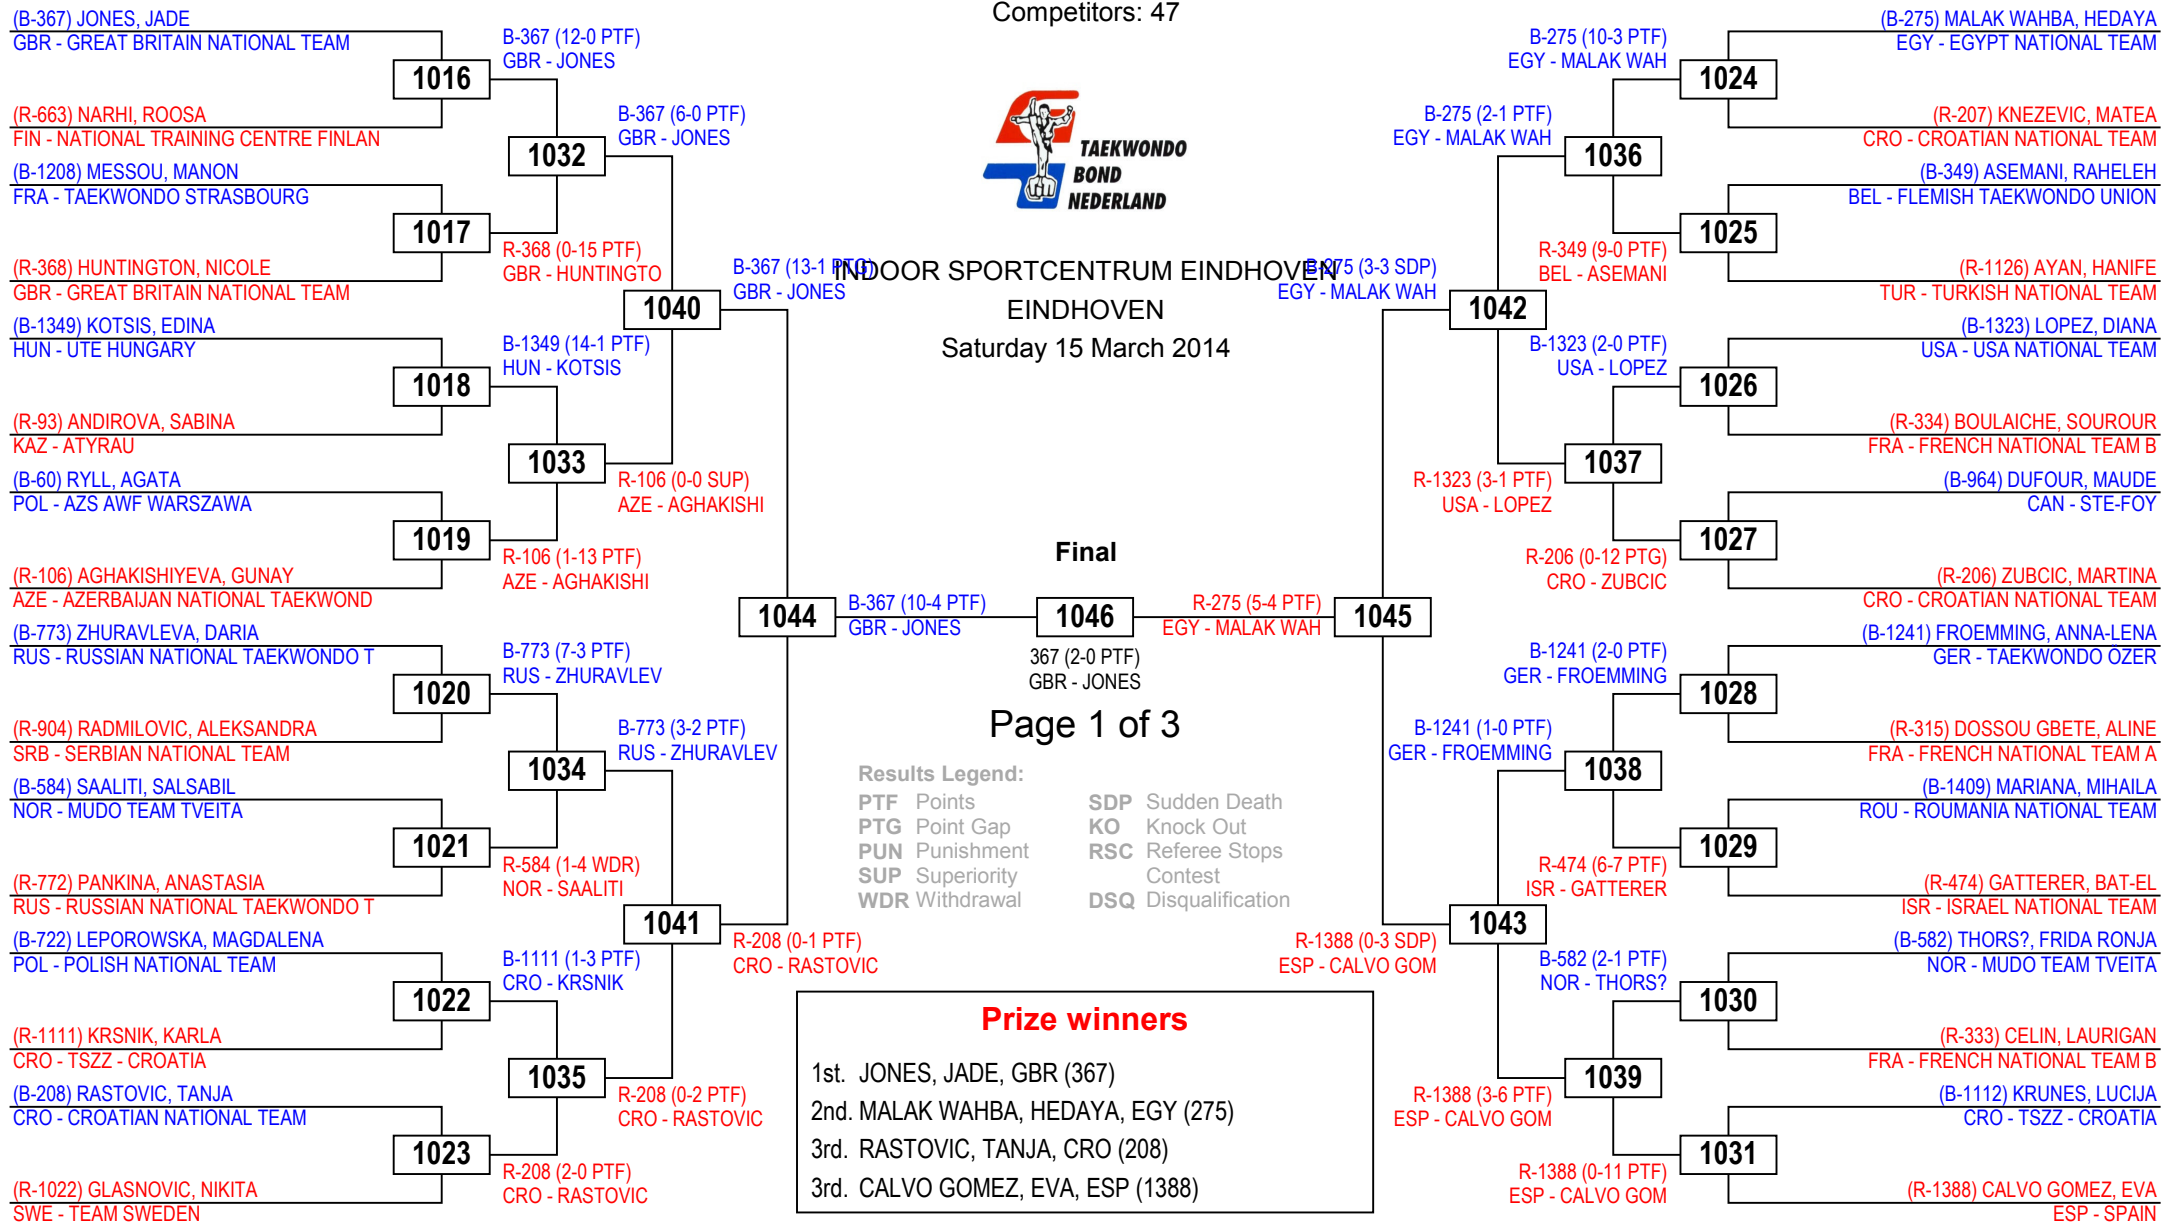 Competitors: 47
TAEKWONDO
BOND
NEDERLAND
INDOOR SPORTCENTRUM EINDHOVEN
EINDHOVEN
Saturday 15 March 2014
(B-367) JONES, JADE
GBR - GREAT BRITAIN NATIONAL TEAM
1016
(R-663) NARHI, ROOSA
FIN - NATIONAL TRAINING CENTRE FINLAN
(B-1208) MESSOU, MANON
FRA - TAEKWONDO STRASBOURG
1017
(R-368) HUNTINGTON, NICOLE
GBR - GREAT BRITAIN NATIONAL TEAM
(B-1349) KOTSIS, EDINA
HUN - UTE HUNGARY
1018
(R-93) ANDIROVA, SABINA
KAZ - ATYRAU
(B-60) RYLL, AGATA
POL - AZS AWF WARSZAWA
1019
(R-106) AGHAKISHIYEVA, GUNAY
AZE - AZERBAIJAN NATIONAL TAEKWOND
(B-773) ZHURAVLEVA, DARIA
RUS - RUSSIAN NATIONAL TAEKWONDO T
1020
(R-904) RADMILOVIC, ALEKSANDRA
SRB - SERBIAN NATIONAL TEAM
(B-584) SAALITI, SALSABIL
NOR - MUDO TEAM TVEITA
1021
(R-772) PANKINA, ANASTASIA
RUS - RUSSIAN NATIONAL TAEKWONDO T
(B-722) LEPOROWSKA, MAGDALENA
POL - POLISH NATIONAL TEAM
1022
(R-1111) KRSNIK, KARLA
CRO - TSZZ - CROATIA
(B-208) RASTOVIC, TANJA
CRO - CROATIAN NATIONAL TEAM
1023
(R-1022) GLASNOVIC, NIKITA
SWE - TEAM SWEDEN
B-367 (12-0 PTF)
GBR - JONES
1032
R-368 (0-15 PTF)
GBR - HUNTINGTO
B-1349 (14-1 PTF)
HUN - KOTSIS
1033
R-106 (1-13 PTF)
AZE - AGHAKISHI
B-773 (7-3 PTF)
RUS - ZHURAVLEV
1034
R-584 (1-4 WDR)
NOR - SAALITI
B-1111 (1-3 PTF)
CRO - KRSNIK
1035
R-208 (2-0 PTF)
CRO - RASTOVIC
B-367 (6-0 PTF)
GBR - JONES
1040
R-106 (0-0 SUP)
AZE - AGHAKISHI
B-773 (3-2 PTF)
RUS - ZHURAVLEV
1041
R-208 (0-2 PTF)
CRO - RASTOVIC
B-367 (13-1 PTG)
GBR - JONES
1044
R-208 (0-1 PTF)
CRO - RASTOVIC
Final
B-367 (10-4 PTF)
GBR - JONES
1046
R-275 (5-4 PTF)
EGY - MALAK WAH
367 (2-0 PTF)
GBR - JONES
Page 1 of 3
Results Legend:
PTF Points
PTG Point Gap
PUN Punishment
SUP Superiority
WDR Withdrawal
SDP Sudden Death
KO Knock Out
RSC Referee Stops
Contest
DSQ Disqualification
Prize winners
1st. JONES, JADE, GBR (367)
2nd. MALAK WAHBA, HEDAYA, EGY (275)
3rd. RASTOVIC, TANJA, CRO (208)
3rd. CALVO GOMEZ, EVA, ESP (1388)
B-275 (3-3 SDP)
EGY - MALAK WAH
1045
R-1388 (0-3 SDP)
ESP - CALVO GOM
B-275 (2-1 PTF)
EGY - MALAK WAH
1042
R-1323 (3-1 PTF)
USA - LOPEZ
B-1241 (1-0 PTF)
GER - FROEMMING
1043
R-1388 (3-6 PTF)
ESP - CALVO GOM
B-275 (10-3 PTF)
EGY - MALAK WAH
1036
R-349 (9-0 PTF)
BEL - ASEMANI
B-1323 (2-0 PTF)
USA - LOPEZ
1037
R-206 (0-12 PTG)
CRO - ZUBCIC
B-1241 (2-0 PTF)
GER - FROEMMING
1038
R-474 (6-7 PTF)
ISR - GATTERER
B-582 (2-1 PTF)
NOR - THORS?
1039
R-1388 (0-11 PTF)
ESP - CALVO GOM
(B-275) MALAK WAHBA, HEDAYA
EGY - EGYPT NATIONAL TEAM
1024
(R-207) KNEZEVIC, MATEA
CRO - CROATIAN NATIONAL TEAM
(B-349) ASEMANI, RAHELEH
BEL - FLEMISH TAEKWONDO UNION
1025
(R-1126) AYAN, HANIFE
TUR - TURKISH NATIONAL TEAM
(B-1323) LOPEZ, DIANA
USA - USA NATIONAL TEAM
1026
(R-334) BOULAICHE, SOUROUR
FRA - FRENCH NATIONAL TEAM B
(B-964) DUFOUR, MAUDE
CAN - STE-FOY
1027
(R-206) ZUBCIC, MARTINA
CRO - CROATIAN NATIONAL TEAM
(B-1241) FROEMMING, ANNA-LENA
GER - TAEKWONDO ÖZER
1028
(R-315) DOSSOU GBETE, ALINE
FRA - FRENCH NATIONAL TEAM A
(B-1409) MARIANA, MIHAILA
ROU - ROUMANIA NATIONAL TEAM
1029
(R-474) GATTERER, BAT-EL
ISR - ISRAEL NATIONAL TEAM
(B-582) THORS?, FRIDA RONJA
NOR - MUDO TEAM TVEITA
1030
(R-333) CELIN, LAURIGAN
FRA - FRENCH NATIONAL TEAM B
(B-1112) KRUNES, LUCIJA
CRO - TSZZ - CROATIA
1031
(R-1388) CALVO GOMEZ, EVA
ESP - SPAIN